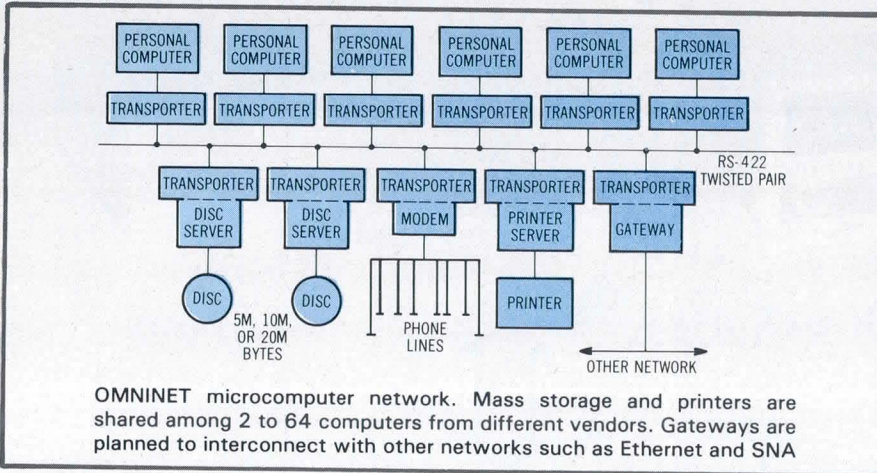 PERSONAL COMPUTER
PERSONAL COMPUTER
PERSONAL COMPUTER
PERSONAL COMPUTER
PERSONAL COMPUTER
PERSONAL COMPUTER
TRANSPORTER
TRANSPORTER
TRANSPORTER
TRANSPORTER
TRANSPORTER
TRANSPORTER
RS-422
TWISTED PAIR
TRANSPORTER
DISC
SERVER
TRANSPORTER
DISC
SERVER
TRANSPORTER
MODEM
TRANSPORTER
PRINTER
SERVER
TRANSPORTER
GATEWAY
DISC
DISC
5M, 10M,
OR 20M
BYTES
PHONE
LINES
PRINTER
OTHER NETWORK
OMNINET microcomputer network. Mass storage and printers are
shared among 2 to 64 computers from different vendors. Gateways are
planned to interconnect with other networks such as Ethernet and SNA